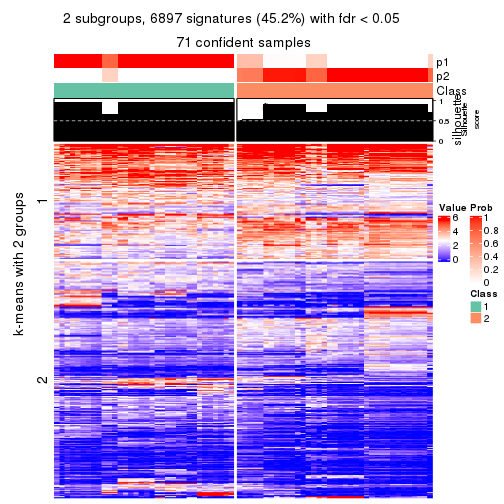 2 subgroups, 6897 signatures (45.2%) with fdr < 0.05
71 confident samples
p1
p2
Class
silhouette
Silhouette
score
1
0.5
0
k-means with 2 groups
1
2
Value
6
4
2
0
Prob
1
0.8
0.6
0.4
0.2
0
Class
1
2